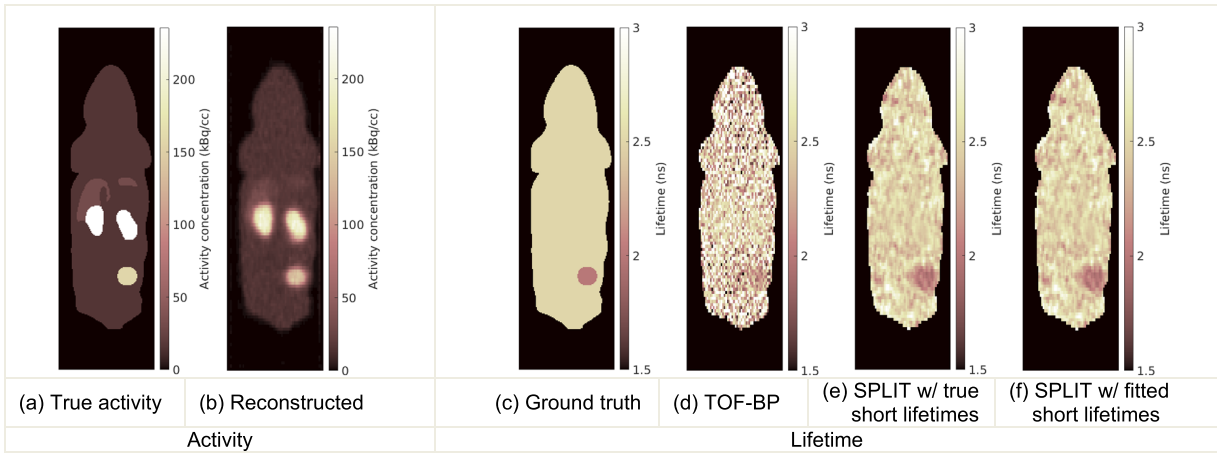 200
150
100
50
0
Activity concentration (kBq/cc)
200
150
100
50
0
Activity concentration (kBq/cc)
3
2.5
2
1.5
Lifetime (ns)
3
2.5
2
1.5
Lifetime (ns)
3
2.5
2
1.5
Lifetime (ns)
3
2.5
2
1.5
Lifetime (ns)
(a) True activity
(b) Reconstructed
(c) Ground truth
(d) TOF-BP
(e) SPLIT w/ true
short lifetimes
(f) SPLIT w/ fitted
short lifetimes
Activity
Lifetime